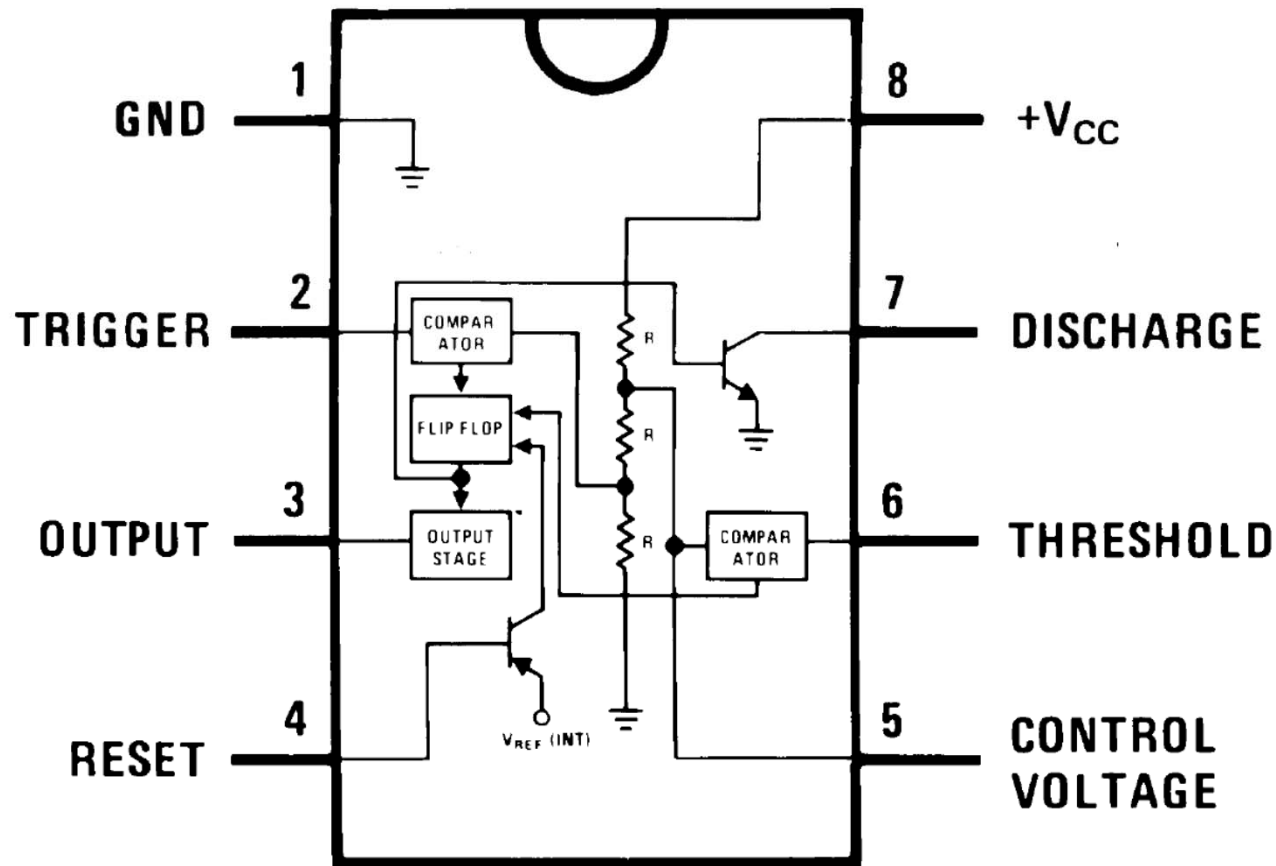 1
GND
8
+VCC
2
TRIGGER
7
DISCHARGE
COMPAR
ATOR
R
FLIP FLOP
R
3
OUTPUT
OUTPUT
STAGE
R
COMPAR
ATOR
6
THRESHOLD
4
RESET
VREF (INT)
5
CONTROL
VOLTAGE